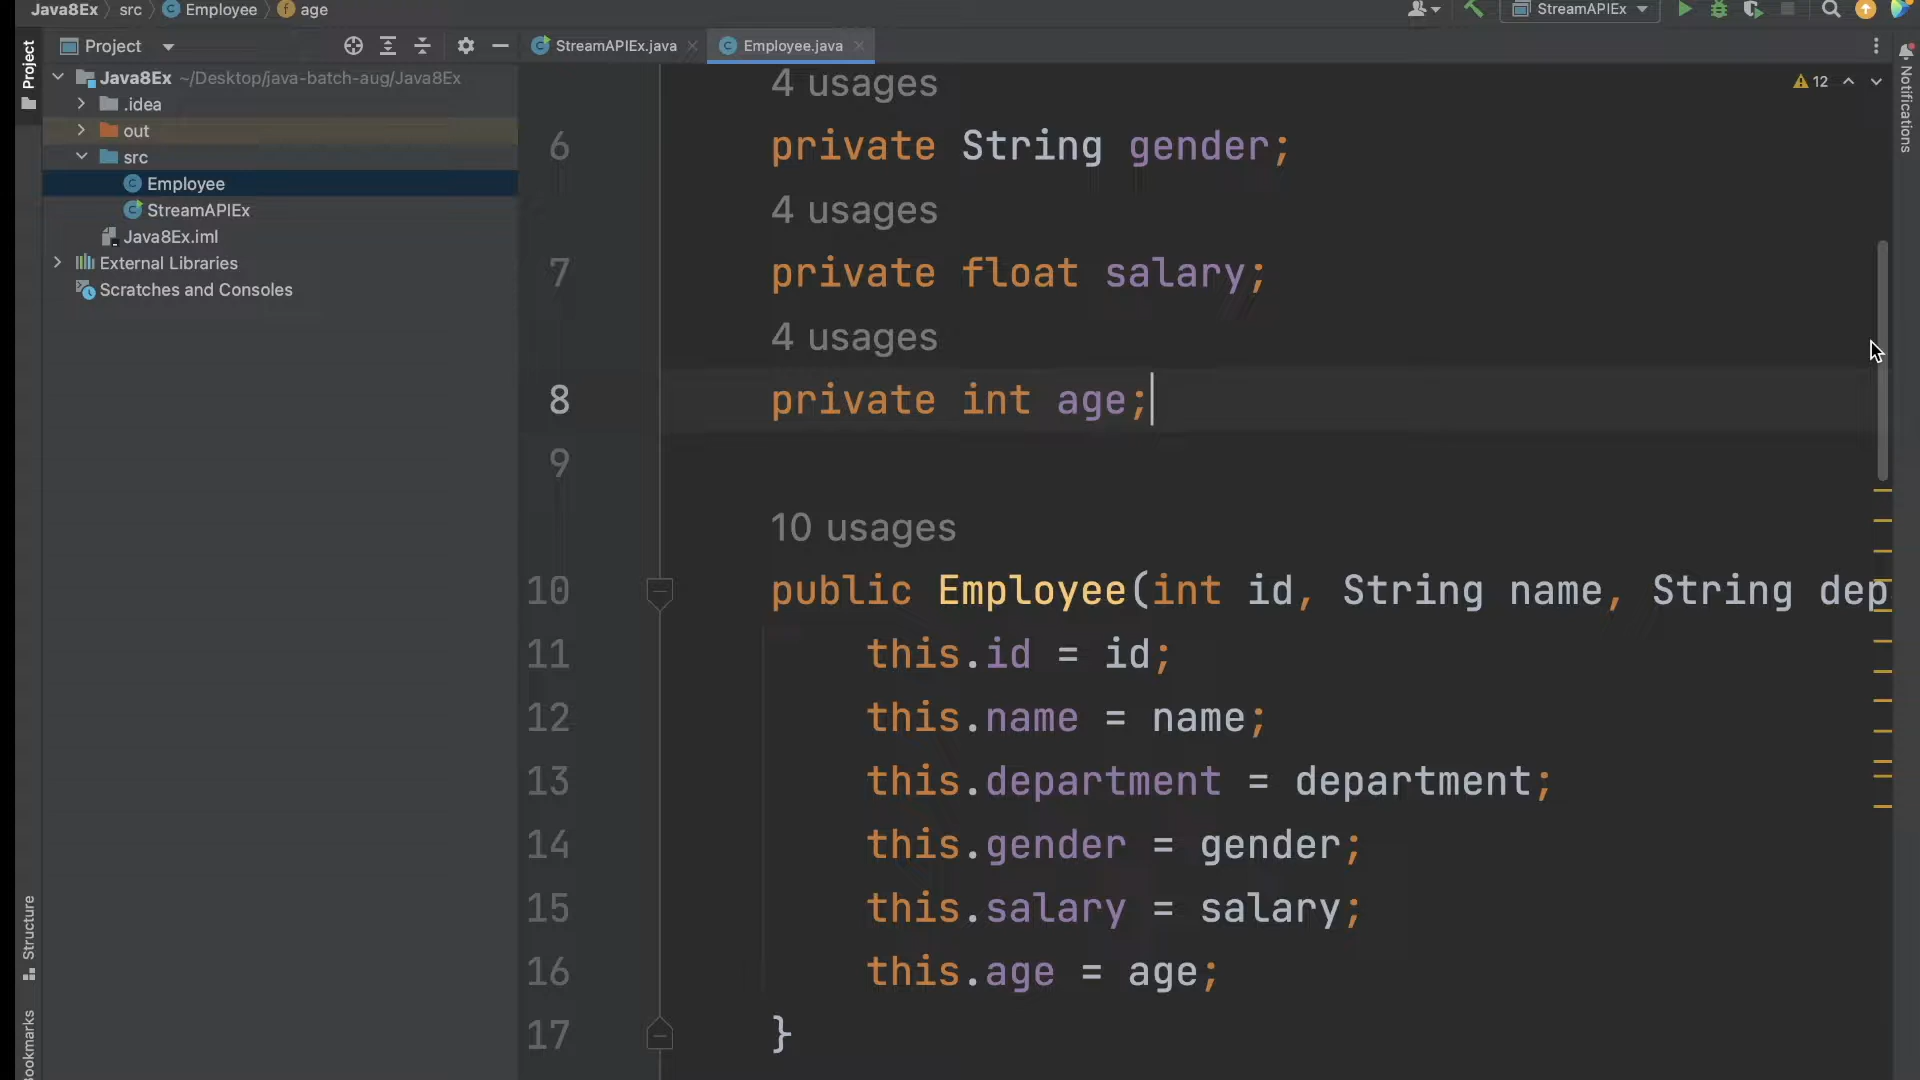 Java8Ex src Employee age
StreamAPIEx
Project
StreamAPIEx.java
Employee.java
Project
Java8Ex ~/Desktop/java-batch-aug/Java8Ex
.idea
out
src
Employee
StreamAPIEx
Java8Ex.iml
External Libraries
Scratches and Consoles
4 usages
12
6 private String gender;
4 usages
7 private float salary;
4 usages
8 private int age;
9
10 usages
10 public Employee(int id, String name, String dep
11 this.id = id;
12 this.name = name;
13 this.department = department;
14 this.gender = gender;
15 this.salary = salary;
16 this.age = age;
17 }
Notifications
Structure
ookmarks